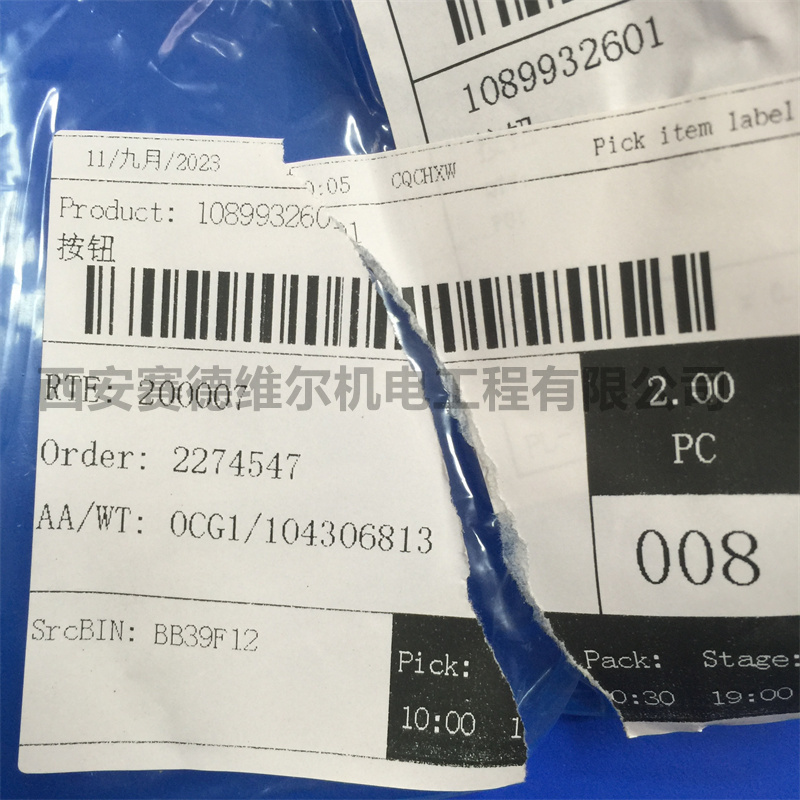 1089932601
11/九月/2023
0:05 CQCHXW Pick item label
Product: 1089932601
按钮
西安赛德维尔机电工程有限公司
RTE: 200007
2.00
PC
Order: 2274547
AA/WT: OCG1/104306813
008
SrcBIN: BB39F12
Pick: Pack: Stage:
10:00 1 0:30 19:00